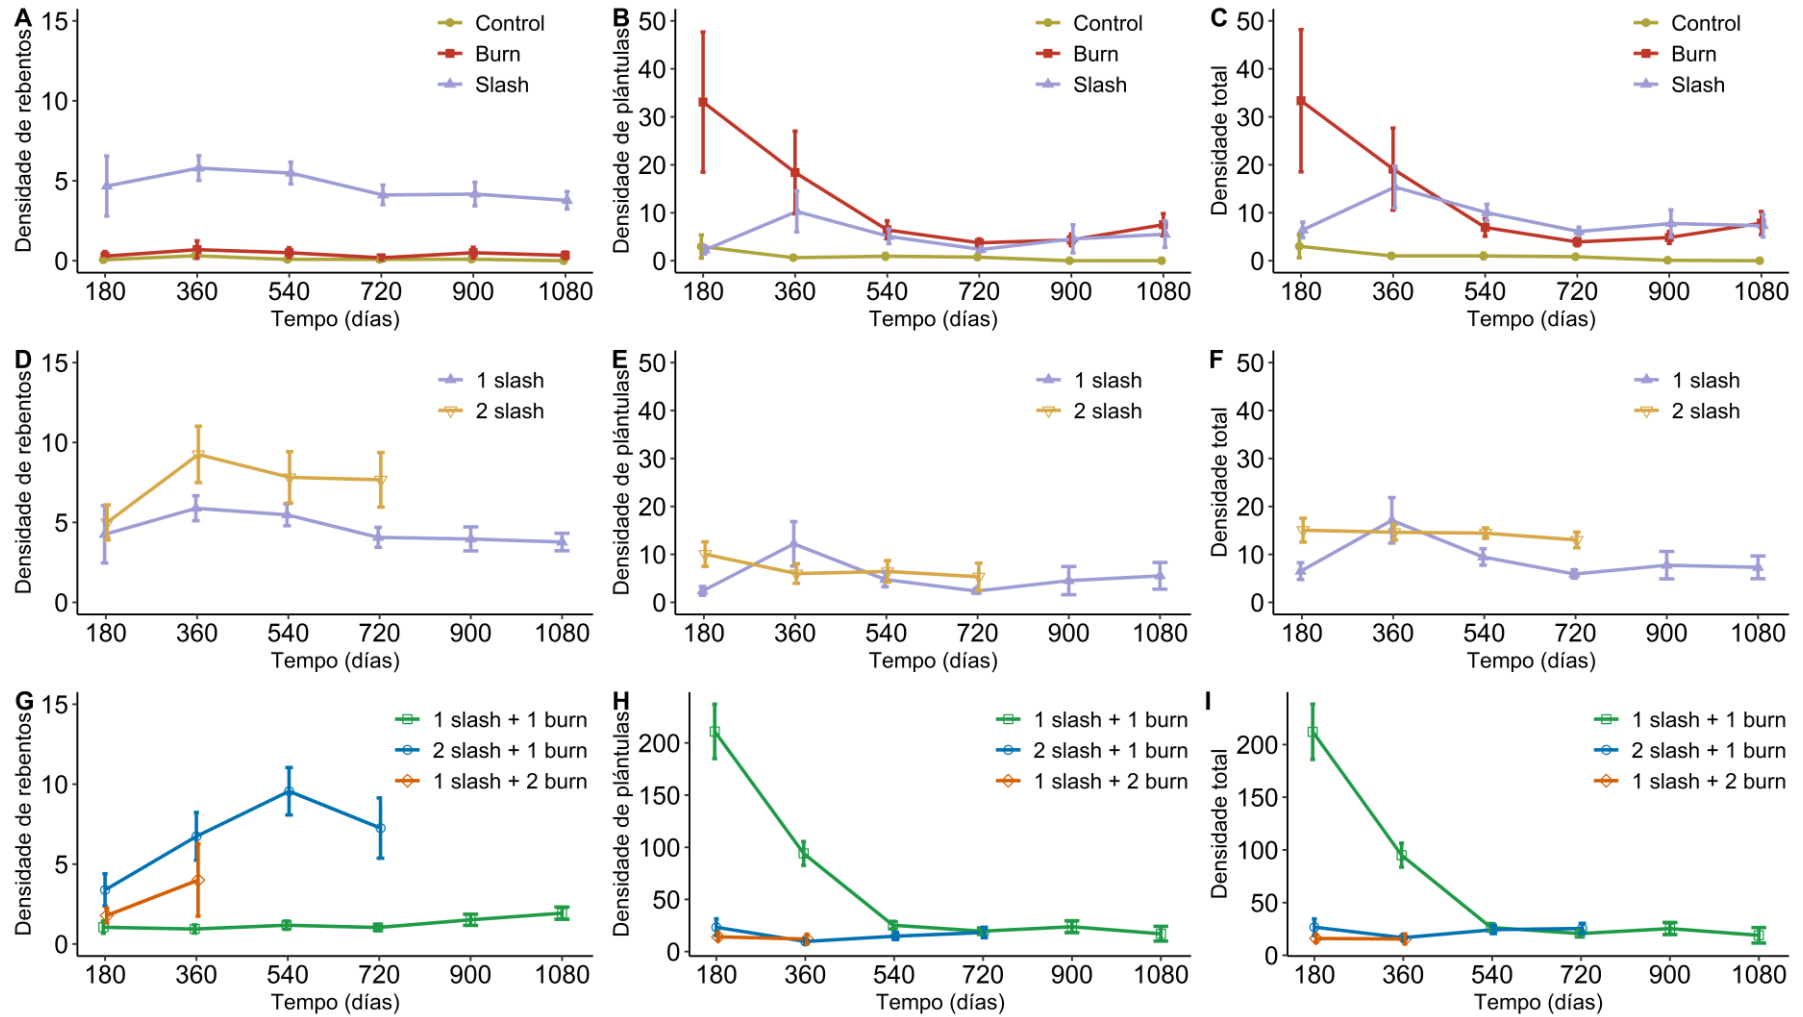 A
Densidade de rebentos
15
10
5
0
Control
Burn
Slash
180 360 540 720 900 1080
Tempo (días)
B
Densidade de plántulas
50
40
30
20
10
0
Control
Burn
Slash
180 360 540 720 900 1080
Tempo (días)
C
Densidade total
50
40
30
20
10
0
Control
Burn
Slash
180 360 540 720 900 1080
Tempo (días)
D
Densidade de rebentos
15
10
5
0
1 slash
2 slash
180 360 540 720 900 1080
Tempo (días)
E
Densidade de plántulas
50
40
30
20
10
0
1 slash
2 slash
180 360 540 720 900 1080
Tempo (días)
F
Densidade total
50
40
30
20
10
0
1 slash
2 slash
180 360 540 720 900 1080
Tempo (días)
G
Densidade de rebentos
15
10
5
0
1 slash + 1 burn
2 slash + 1 burn
1 slash + 2 burn
180 360 540 720 900 1080
Tempo (días)
H
Densidade de plántulas
200
150
100
50
0
1 slash + 1 burn
2 slash + 1 burn
1 slash + 2 burn
180 360 540 720 900 1080
Tempo (días)
I
Densidade total
200
150
100
50
0
1 slash + 1 burn
2 slash + 1 burn
1 slash + 2 burn
180 360 540 720 900 1080
Tempo (días)